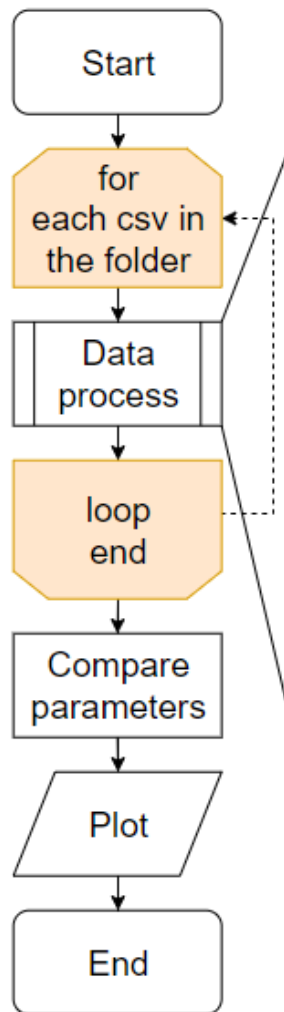 Start
for
each csv in
the folder
Data
process
loop
end
Compare
parameters
Plot
End